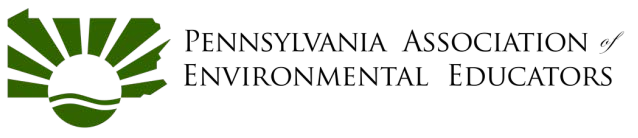 Pennsylvania Association of
Environmental Educators